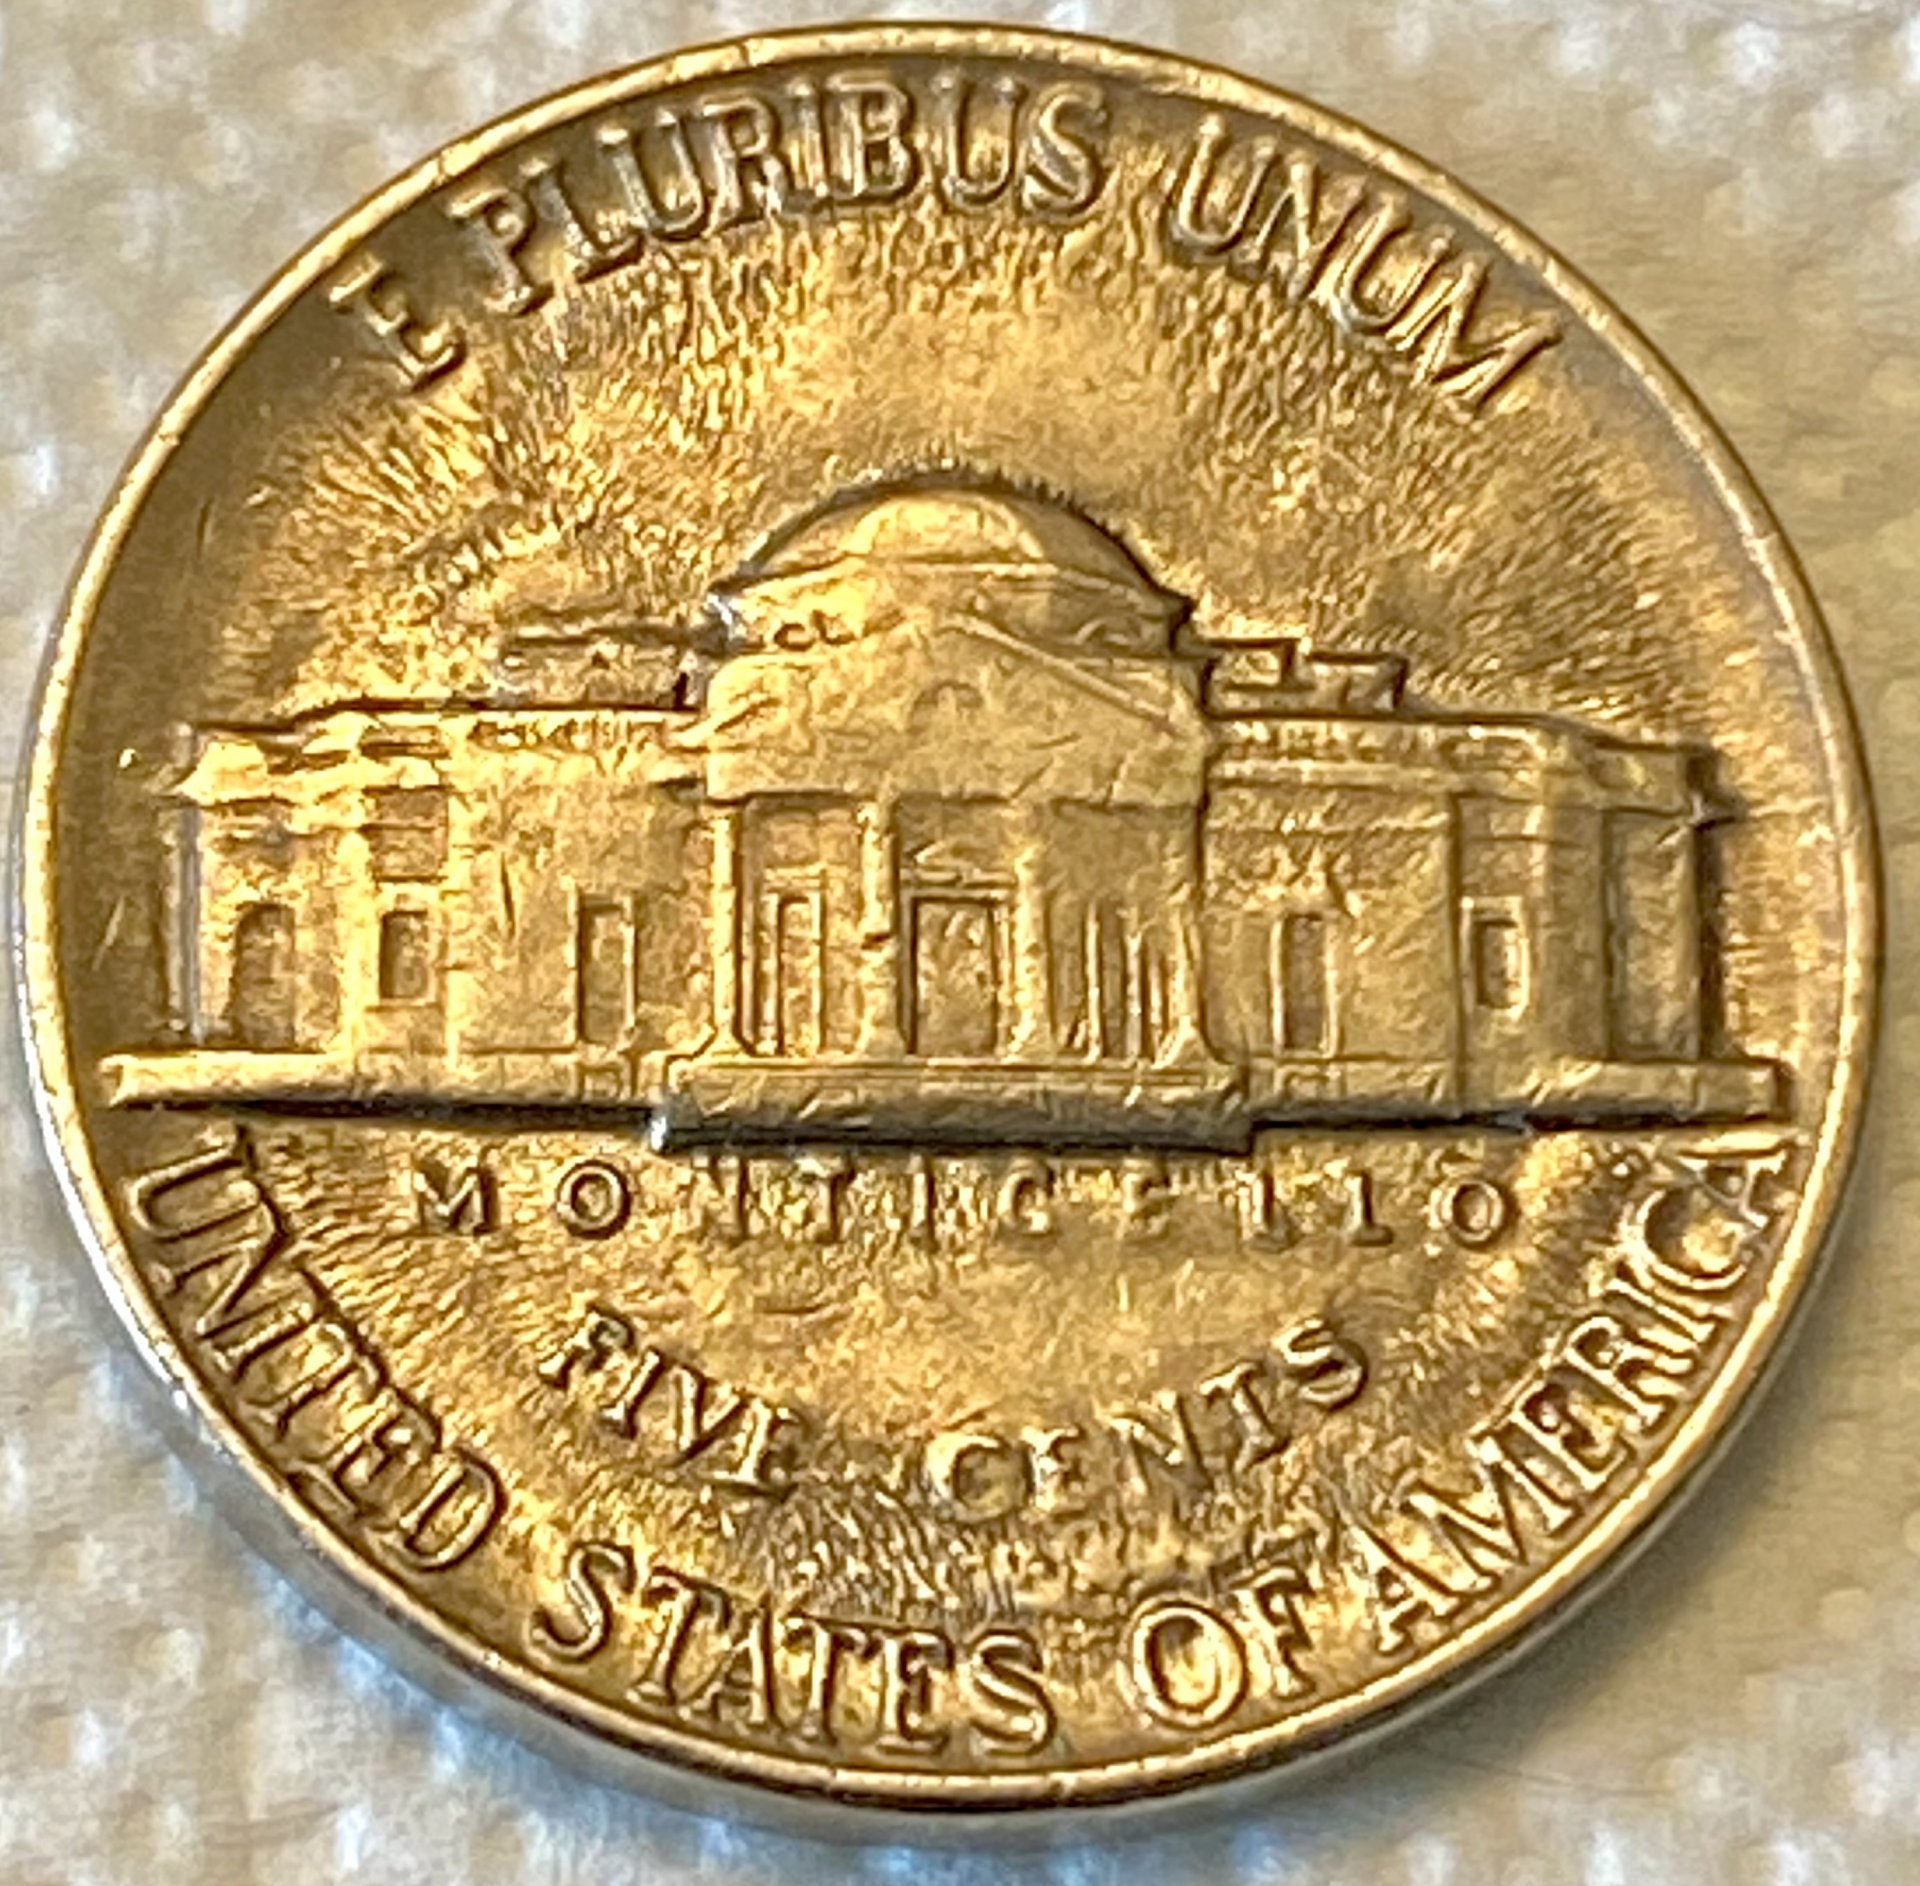 E PLURIBUS UNUM
MONTICELLO
FIVE CENTS
UNITED STATES OF AMERICA